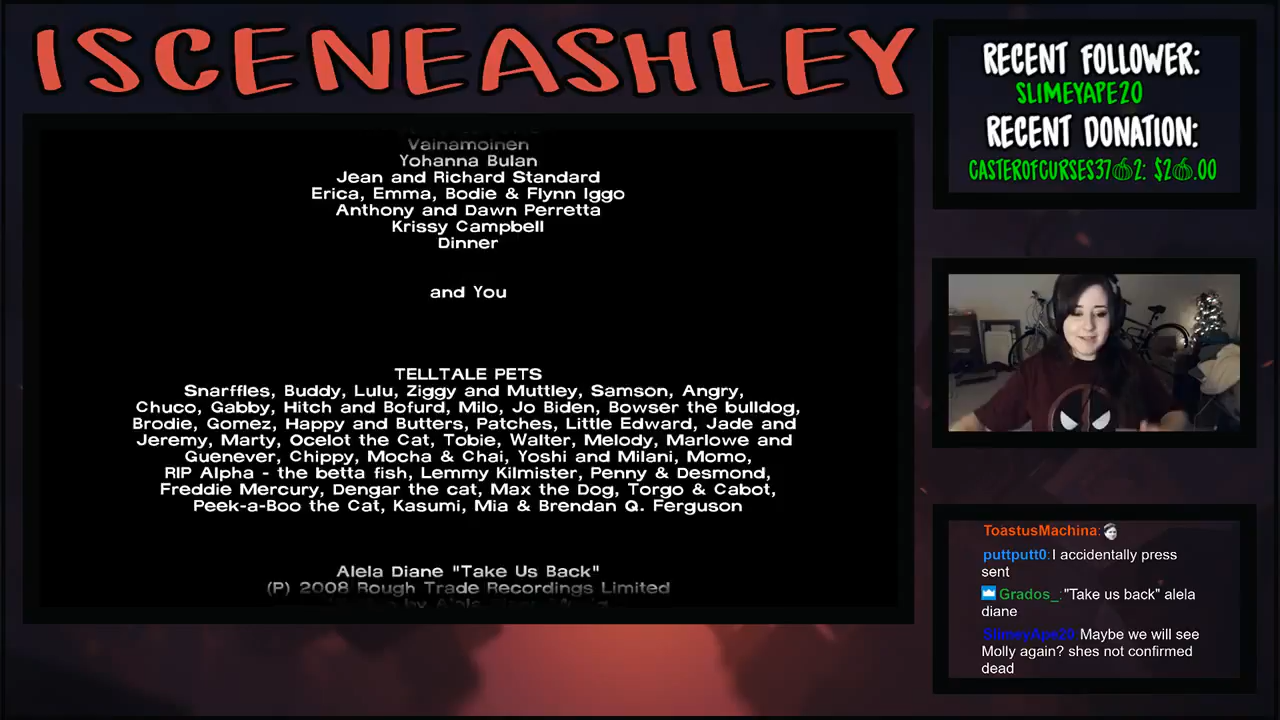 ISCENEASHLEY
Vainamoinen
Yohanna Bulan
Jean and Richard Standard
Erica, Emma, Bodie & Flynn Iggo
Anthony and Dawn Perretta
Krissy Campbell
Dinner
and You
TELLTALE PETS
Snarffles, Buddy, Lulu, Ziggy and Muttley, Samson, Angry,
Chuco, Gabby, Hitch and Bofurd, Milo, Jo Biden, Bowser the bulldog,
Brodie, Gomez, Happy and Butters, Patches, Little Edward, Jade and
Jeremy, Marty, Ocelot the Cat, Tobie, Walter, Melody, Marlowe and
Guenever, Chippy, Mocha & Chai, Yoshi and Milani, Momo,
RIP Alpha - the betta fish, Lemmy Kilmister, Penny & Desmond,
Freddie Mercury, Dengar the cat, Max the Dog, Torgo & Cabot,
Peek-a-Boo the Cat, Kasumi, Mia & Brendan Q. Ferguson
Alela Diane "Take Us Back"
(P) 2008 Rough Trade Recordings Limited
RECENT FOLLOWER:
SLIMEYAPE20
RECENT DONATION:
CASTEROFCURSES37🎃2: $2🎃.00
ToastusMachina:
puttputt0: I accidentally press
sent
Grados_: "Take us back" alela
diane
SlimeyApe20 Maybe we will see
Molly again? shes not confirmed
dead